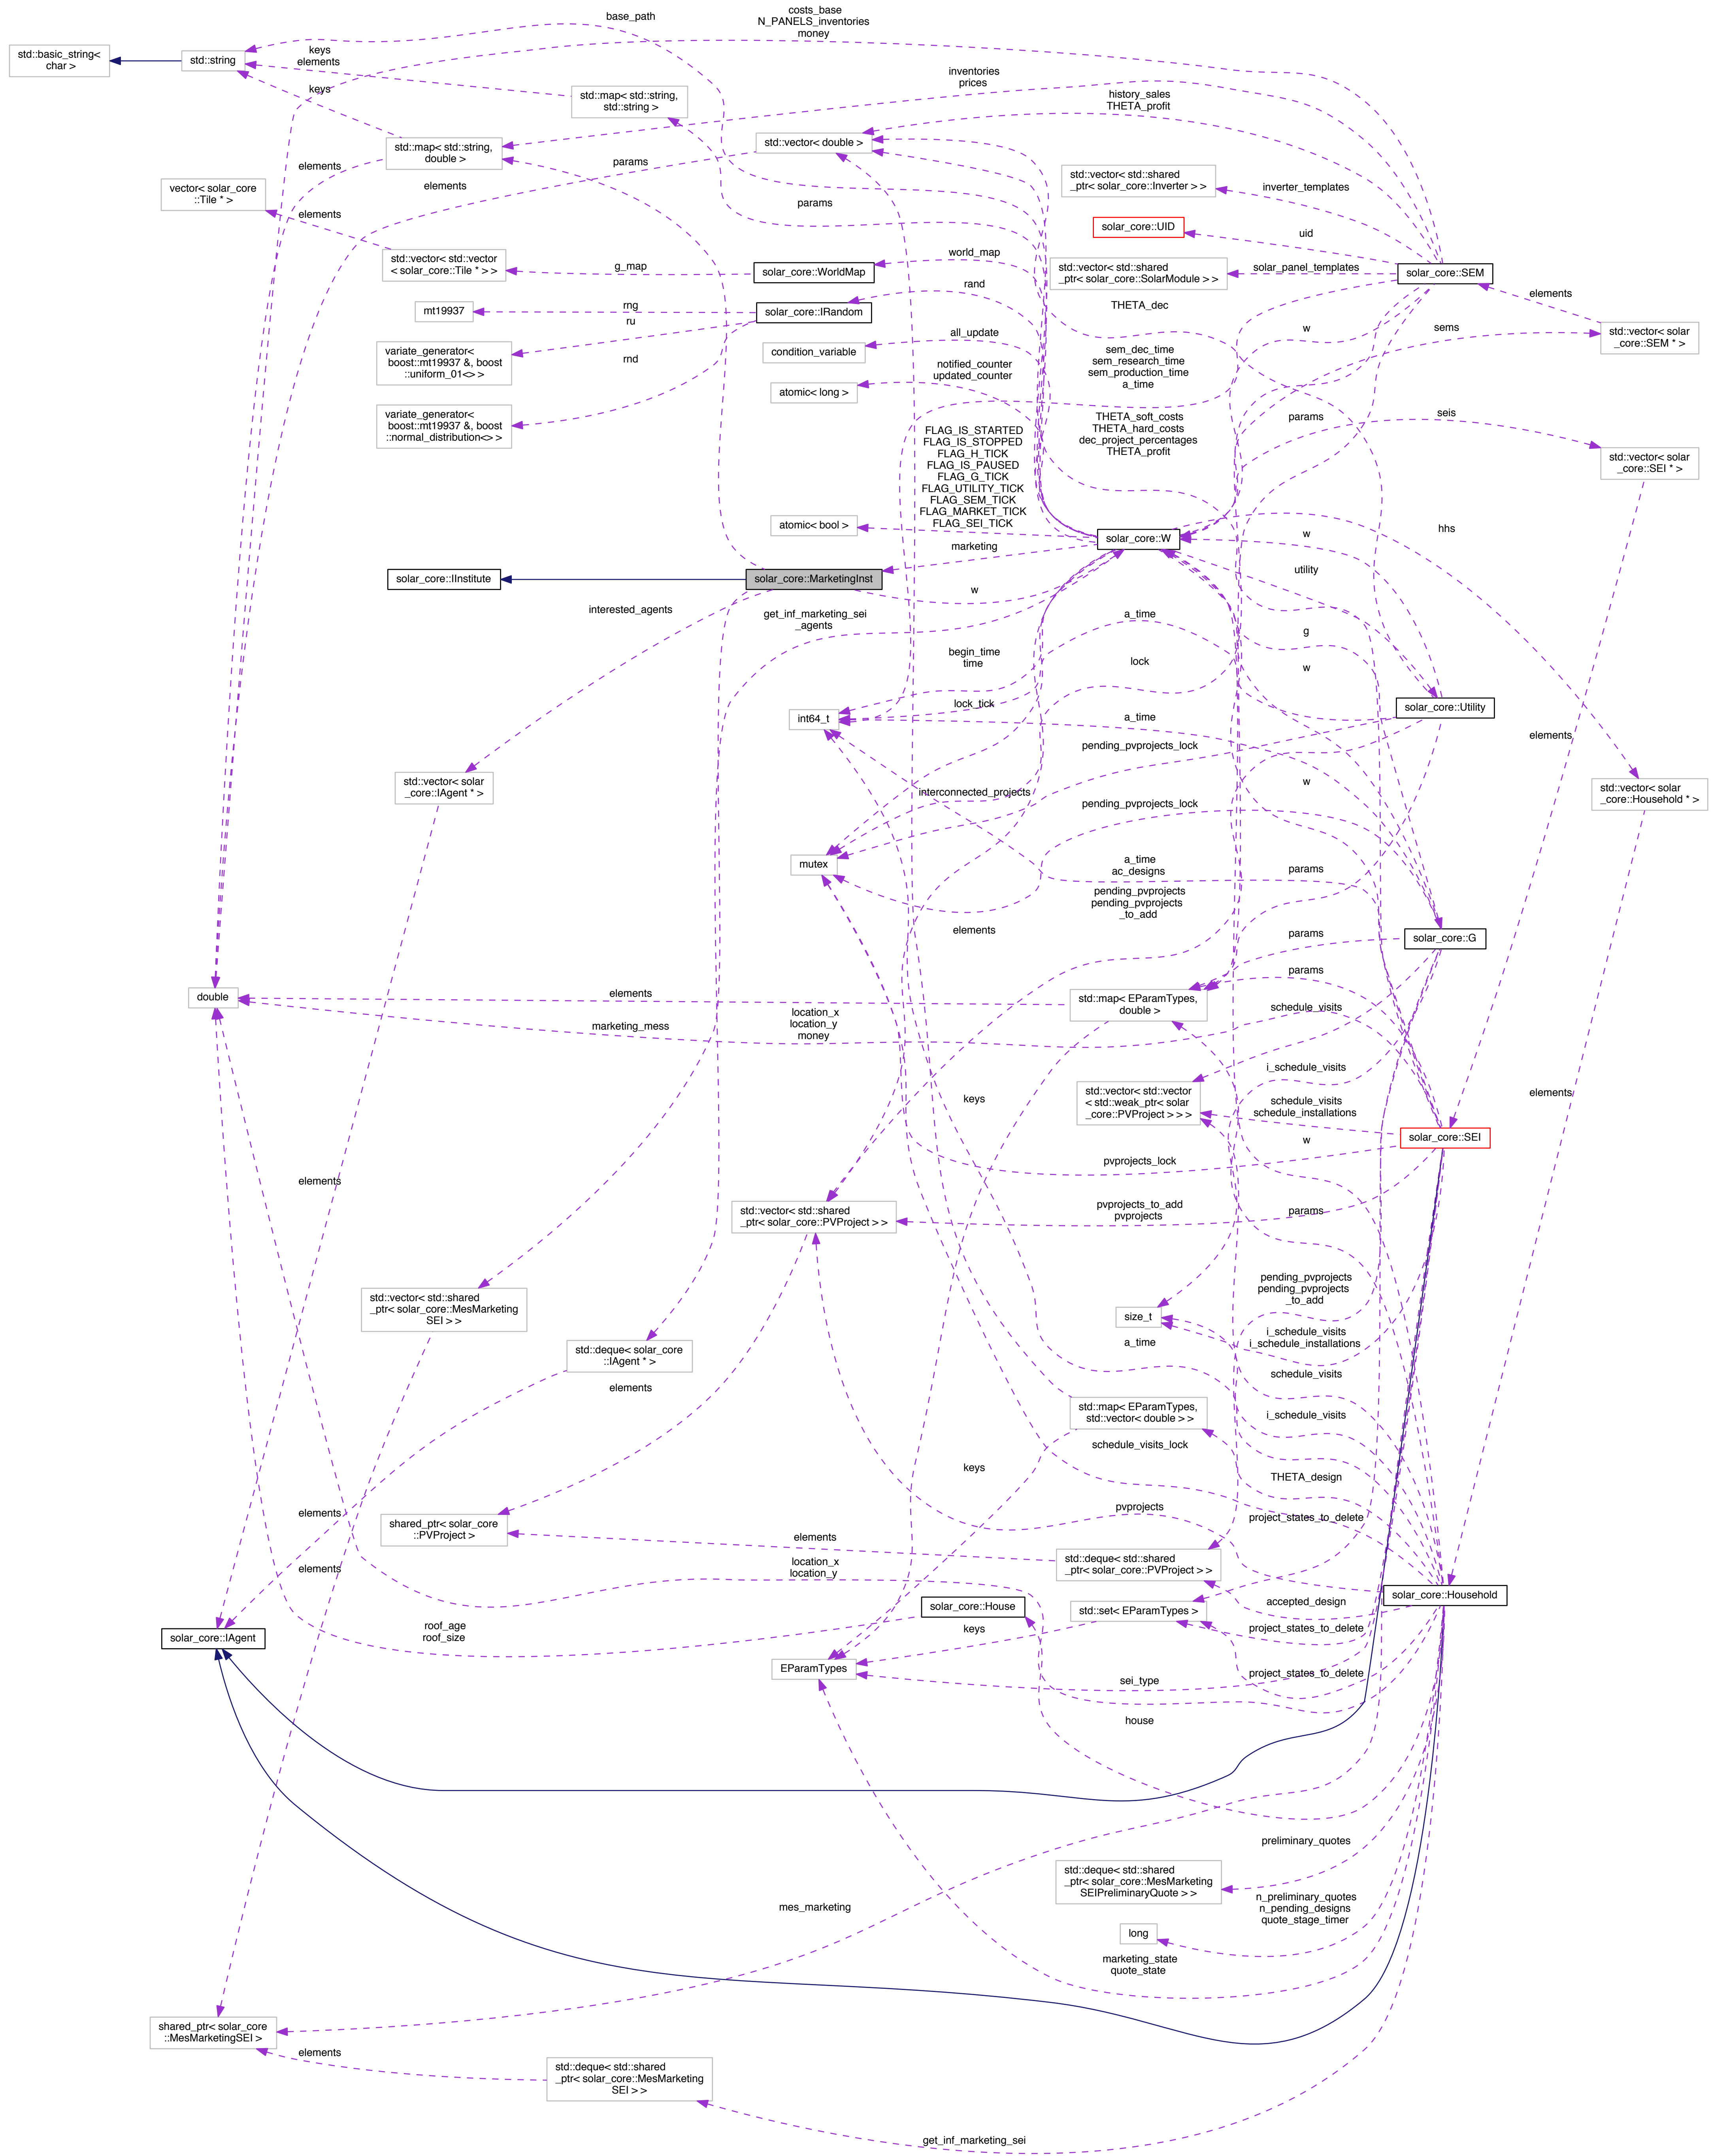 costs_base
N_PANELS_inventories
money
base_path
std::basic_string<
char >
std::string
keys
elements
keys
std::map< std::string,
std::string >
inventories
prices
history_sales
THETA_profit
std::map< std::string,
double >
std::vector< double >
params
elements
elements
params
vector< solar_core
::Tile * >
elements
std::vector< std::shared
_ptr< solar_core::Inverter > >
inverter_templates
solar_core::UID
uid
std::vector< std::vector
< solar_core::Tile * > >
g_map
solar_core::WorldMap
world_map
std::vector< std::shared
_ptr< solar_core::SolarModule > >
solar_panel_templates
solar_core::SEM
elements
mt19937
rng
ru
solar_core::IRandom
rand
THETA_dec
w
sems
std::vector< solar
_core::SEM * >
variate_generator<
boost::mt19937 &, boost
::uniform_01<> >
rnd
condition_variable
all_update
sem_dec_time
sem_research_time
sem_production_time
a_time
atomic< long >
notified_counter
updated_counter
variate_generator<
boost::mt19937 &, boost
::normal_distribution<> >
THETA_soft_costs
THETA_hard_costs
dec_project_percentages
THETA_profit
params
seis
std::vector< solar
_core::SEI * >
FLAG_IS_STARTED
FLAG_IS_STOPPED
FLAG_H_TICK
FLAG_IS_PAUSED
FLAG_G_TICK
FLAG_UTILITY_TICK
FLAG_SEM_TICK
FLAG_MARKET_TICK
FLAG_SEI_TICK
atomic< bool >
solar_core::W
hhs
w
marketing
utility
solar_core::IInstitute
solar_core::MarketingInst
w
interested_agents
get_inf_marketing_sei
_agents
a_time
g
begin_time
time
lock
w
lock_tick
int64_t
a_time
solar_core::Utility
pending_pvprojects_lock
elements
std::vector< solar
_core::IAgent * >
interconnected_projects
w
std::vector< solar
_core::Household * >
pending_pvprojects_lock
mutex
a_time
ac_designs
params
pending_pvprojects
pending_pvprojects
_to_add
elements
params
solar_core::G
double
elements
std::map< EParamTypes,
double >
params
marketing_mess
location_x
location_y
money
schedule_visits
i_schedule_visits
keys
std::vector< std::vector
< std::weak_ptr< solar
_core::PVProject > > >
schedule_visits
schedule_installations
elements
w
solar_core::SEI
pvprojects_lock
elements
std::vector< std::shared
_ptr< solar_core::PVProject > >
pvprojects_to_add
pvprojects
params
std::vector< std::shared
_ptr< solar_core::MesMarketing
SEI > >
pending_pvprojects
pending_pvprojects
_to_add
size_t
a_time
i_schedule_visits
i_schedule_installations
std::deque< solar_core
::IAgent * >
elements
schedule_visits
std::map< EParamTypes,
std::vector< double > >
i_schedule_visits
schedule_visits_lock
keys
THETA_design
elements
shared_ptr< solar_core
::PVProject >
elements
pvprojects
project_states_to_delete
std::deque< std::shared
_ptr< solar_core::PVProject > >
elements
location_x
location_y
solar_core::Household
accepted_design
solar_core::House
std::set< EParamTypes >
keys
project_states_to_delete
roof_age
roof_size
solar_core::IAgent
EParamTypes
sei_type
project_states_to_delete
house
preliminary_quotes
std::deque< std::shared
_ptr< solar_core::MesMarketing
SEIPreliminaryQuote > >
mes_marketing
n_preliminary_quotes
n_pending_designs
quote_stage_timer
long
marketing_state
quote_state
shared_ptr< solar_core
::MesMarketingSEI >
elements
std::deque< std::shared
_ptr< solar_core::MesMarketing
SEI > >
get_inf_marketing_sei